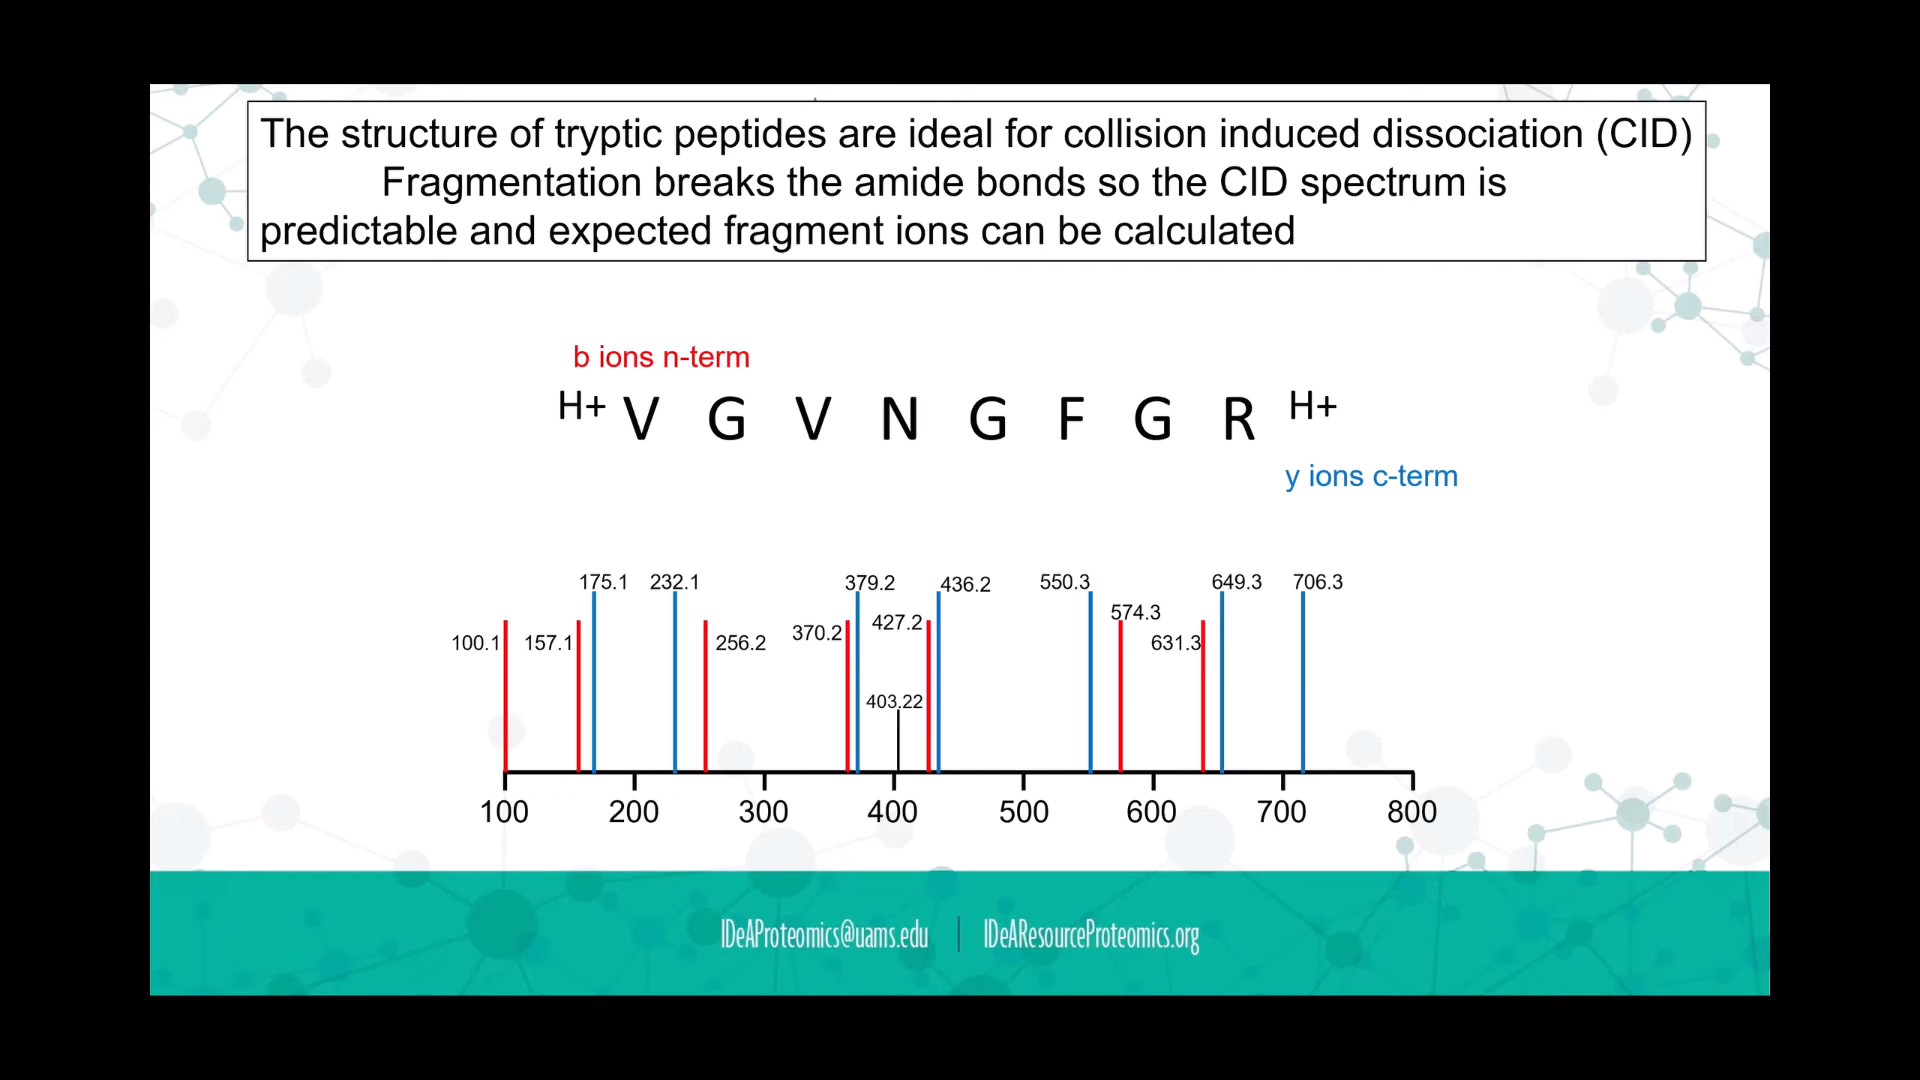 The structure of tryptic peptides are ideal for collision induced dissociation (CID)
Fragmentation breaks the amide bonds so the CID spectrum is
predictable and expected fragment ions can be calculated
b ions n-term
H+ V G V N G F G R H+
y ions c-term
175.1 232.1 379.2 436.2 550.3 649.3 706.3
574.3
427.2
370.2
100.1 157.1 256.2 631.3
403.22
100 200 300 400 500 600 700 800
IDeAProteomics@uams.edu | IDeAResourceProteomics.org